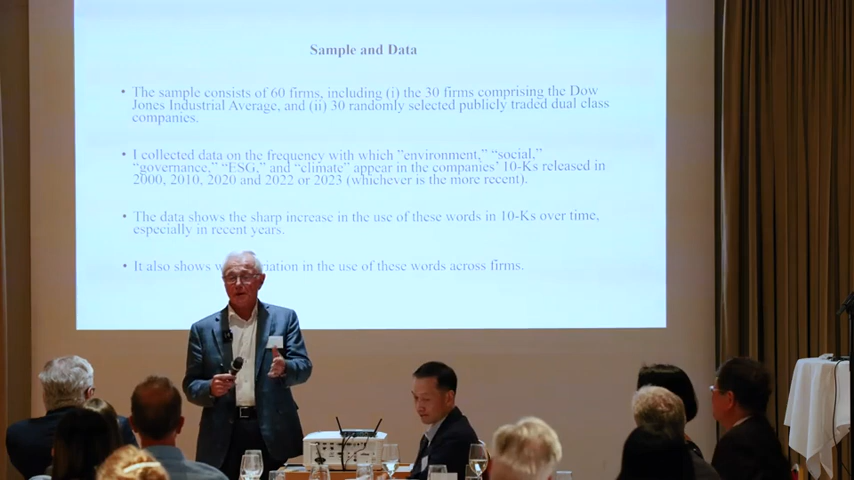 Sample and Data
• The sample consists of 60 firms, including (i) the 30 firms comprising the Dow
Jones Industrial Average, and (ii) 30 randomly selected publicly traded dual class
companies.
• I collected data on the frequency with which "environment," "social,"
"governance," "ESG," and "climate" appear in the companies' 10-Ks released in
2000, 2010, 2020 and 2022 or 2023 (whichever is the more recent).
• The data shows the sharp increase in the use of these words in 10-Ks over time,
especially in recent years.
• It also shows in the use of these words across firms.